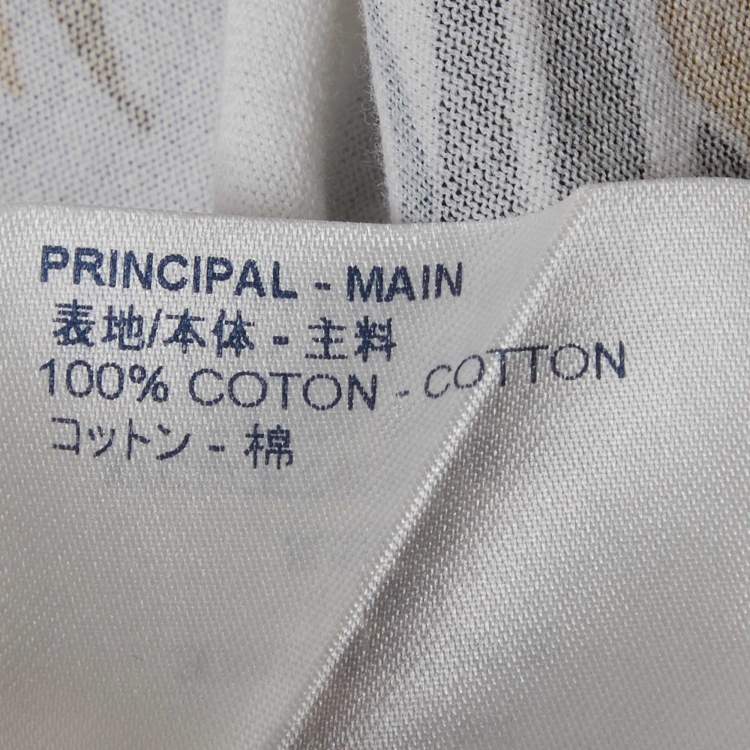 PRINCIPAL - MAIN
表地/本体 - 主料
100% COTON - COTTON
コットン - 棉